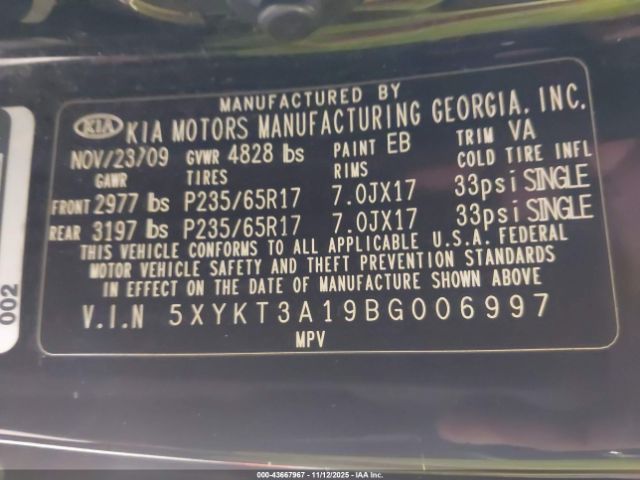 MANUFACTURED BY
KIA KIA MOTORS MANUFACTURING GEORGIA, INC.
NOV/23/09 GVWR 4828 lbs PAINT EB TRIM VA
GAWR TIRES RIMS COLD TIRE INFL
FRONT 2977 lbs P235/65R17 7.0JX17 33psi SINGLE
REAR 3197 lbs P235/65R17 7.0JX17 33psi SINGLE
THIS VEHICLE CONFORMS TO ALL APPLICABLE U.S.A. FEDERAL
MOTOR VEHICLE SAFETY AND THEFT PREVENTION STANDARDS
IN EFFECT ON THE DATE OF MANUFACTURE SHOWN ABOVE
V.I.N 5XYKT3A19BG006997
MPV
002
000-43667967 - 11/12/2025 - IAA Inc.